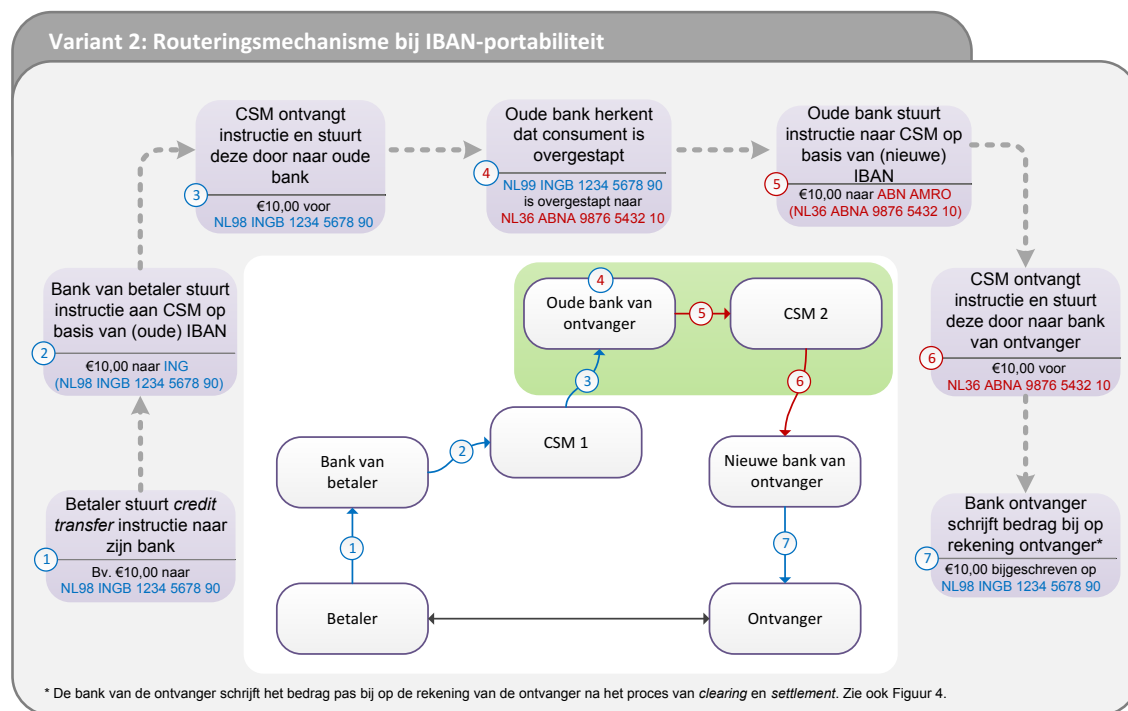 Variant 2: Routeringsmechanisme bij IBAN-portabiliteit
CSM ontvangt
instructie en stuurt
deze door naar oude
bank
3
€10,00 voor
NL98 INGB 1234 5678 90
Oude bank herkent
dat consument is
overgestapt
4
NL99 INGB 1234 5678 90
is overgestapt naar
NL36 ABNA 9876 5432 10
Oude bank stuurt
instructie naar CSM op
basis van (nieuwe)
IBAN
5
€10,00 naar ABN AMRO
(NL36 ABNA 9876 5432 10)
Bank van betaler stuurt
instructie aan CSM op
basis van (oude) IBAN
2
€10,00 naar ING
(NL98 INGB 1234 5678 90)
CSM ontvangt
instructie en stuurt
deze door naar bank
van ontvanger
6
€10,00 voor
NL36 ABNA 9876 5432 10
Betaler stuurt credit
transfer instructie naar
zijn bank
1
Bv. €10,00 naar
NL98 INGB 1234 5678 90
Bank ontvanger
schrijft bedrag bij op
rekening ontvanger*
7
€10,00 bijgeschreven op
NL98 INGB 1234 5678 90
4
Oude bank van
ontvanger
5
CSM 2
3
6
CSM 1
2
Bank van
betaler
Nieuwe bank van
ontvanger
1
7
Betaler
Ontvanger
* De bank van de ontvanger schrijft het bedrag pas bij op de rekening van de ontvanger na het proces van clearing en settlement. Zie ook Figuur 4.